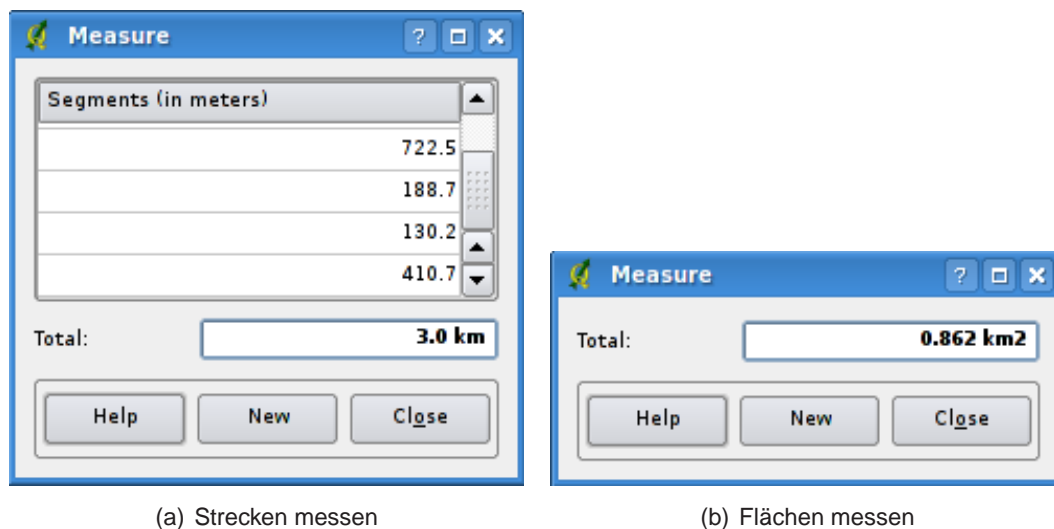 Measure
Segments (in meters)
722.5
188.7
130.2
410.7
Total: 3.0 km
Help New Close
(a) Strecken messen
Measure
Total: 0.862 km2
Help New Close
(b) Flächen messen